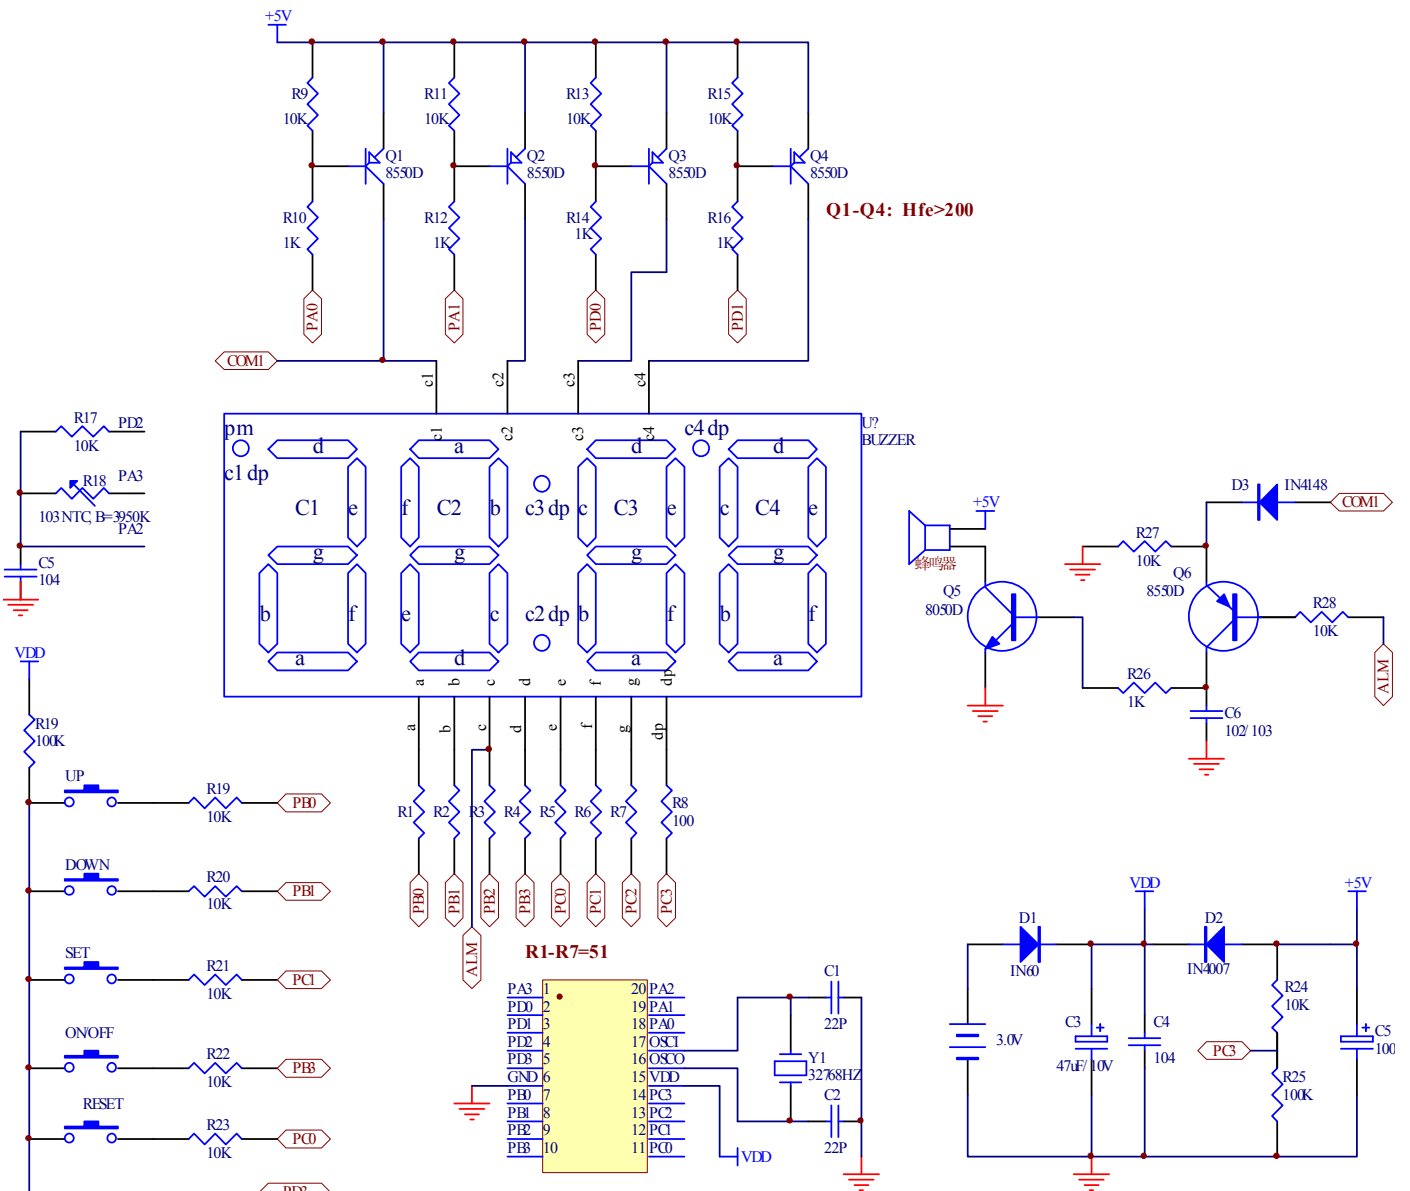 +5V
R9
10K
R11
10K
R13
10K
R15
10K
Q1
8550D
Q2
8550D
Q3
8550D
Q4
8550D
Q1-Q4: Hfe>200
R10
1K
R12
1K
R14
1K
R16
1K
PA0
PA1
PD0
PD1
COM1
c1
c2
c3
c4
U?
BUZZER
pm
c1 dp
c1
c2
c3
c4
c4 dp
d
a
d
d
C1
e
f
C2
b
c3 dp
c
C3
e
c
C4
e
g
g
g
g
b
f
e
c
c2 dp
b
f
b
f
a
d
a
a
a
b
c
d
e
f
g
dp
a
b
c
d
e
f
g
dp
R1
R2
R3
R4
R5
R6
R7
R8
100
PB0
PB1
PB2
PB3
PC0
PC1
PC2
PC3
ALM
R1-R7=51
R17
10K
PD2
R18
PA3
103 NTC, B=3950K
PA2
C5
104
VDD
R19
100K
UP
R19
10K
PB0
DOWN
R20
10K
PB1
SET
R21
10K
PC1
ON/OFF
R22
10K
PB3
RESET
R23
10K
PC0
PA3 1 20 PA2
PD0 2 19 PA1
PD1 3 18 PA0
PD2 4 17 OSCI
PD3 5 16 OSCO
GND 6 15 VDD
PB0 7 14 PC3
PB1 8 13 PC2
PB2 9 12 PC1
PB3 10 11 PC0
C1
22P
Y1
32768HZ
C2
22P
VDD
+5V
蜂鸣器
Q5
8050D
D3
IN4148
COM1
R27
10K
Q6
8550D
R28
10K
ALM
R26
1K
C6
102/103
VDD
+5V
D1
IN60
D2
IN4007
3.0V
C3
+
47uF/10V
C4
104
R24
10K
PC3
R25
100K
+
C5
100